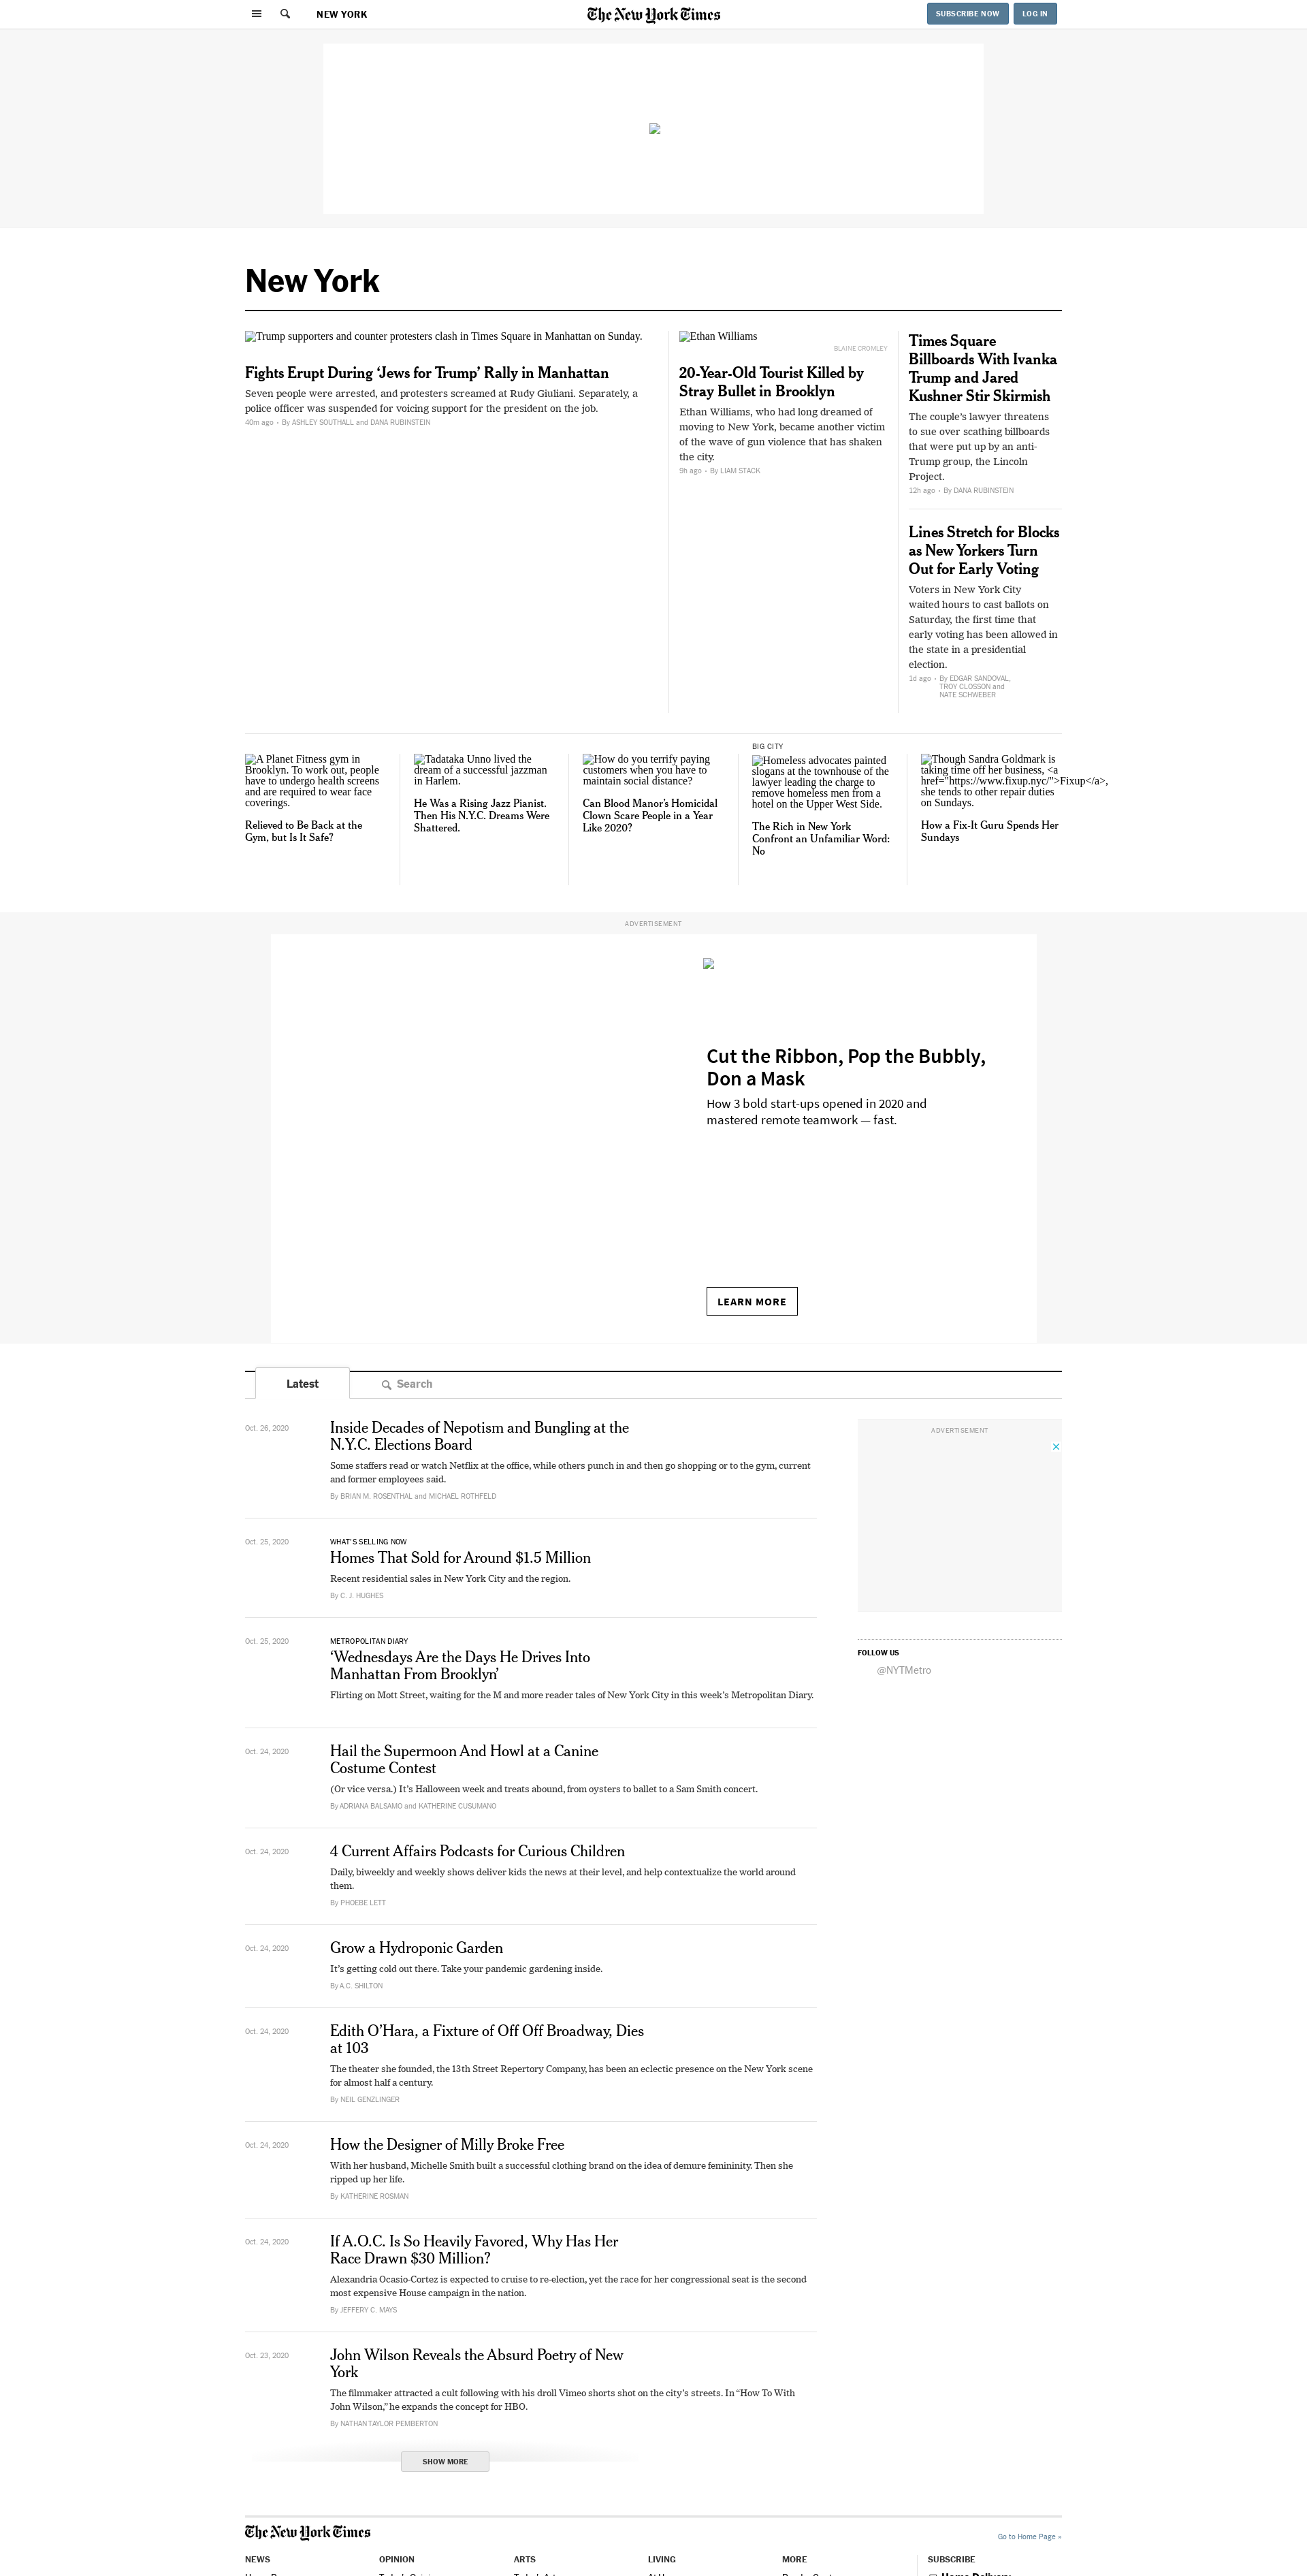 NEW YORK
The New York Times
SUBSCRIBE NOW
LOG IN
New York
Trump supporters and counter protesters clash in Times Square in Manhattan on Sunday.
Fights Erupt During ‘Jews for Trump’ Rally in Manhattan
Seven people were arrested, and protesters screamed at Rudy Giuliani. Separately, a
police officer was suspended for voicing support for the president on the job.
40m ago • By ASHLEY SOUTHALL and DANA RUBINSTEIN
Ethan Williams
BLAINE CROMLEY
20-Year-Old Tourist Killed by
Stray Bullet in Brooklyn
Ethan Williams, who had long dreamed of
moving to New York, became another victim
of the wave of gun violence that has shaken
the city.
9h ago • By LIAM STACK
Times Square
Billboards With Ivanka
Trump and Jared
Kushner Stir Skirmish
The couple’s lawyer threatens
to sue over scathing billboards
that were put up by an anti-
Trump group, the Lincoln
Project.
12h ago • By DANA RUBINSTEIN
Lines Stretch for Blocks
as New Yorkers Turn
Out for Early Voting
Voters in New York City
waited hours to cast ballots on
Saturday, the first time that
early voting has been allowed in
the state in a presidential
election.
1d ago • By EDGAR SANDOVAL,
TROY CLOSSON and
NATE SCHWEBER
A Planet Fitness gym in
Brooklyn. To work out, people
have to undergo health screens
and are required to wear face
coverings.
Relieved to Be Back at the
Gym, but Is It Safe?
Tadataka Unno lived the
dream of a successful jazzman
in Harlem.
He Was a Rising Jazz Pianist.
Then His N.Y.C. Dreams Were
Shattered.
How do you terrify paying
customers when you have to
maintain social distance?
Can Blood Manor’s Homicidal
Clown Scare People in a Year
Like 2020?
BIG CITY
Homeless advocates painted
slogans at the townhouse of the
lawyer leading the charge to
remove homeless men from a
hotel on the Upper West Side.
The Rich in New York
Confront an Unfamiliar Word:
No
Though Sandra Goldmark is
taking time off her business, <a
href="https://www.fixup.nyc/">Fixup</a>,
she tends to other repair duties
on Sundays.
How a Fix-It Guru Spends Her
Sundays
ADVERTISEMENT
Cut the Ribbon, Pop the Bubbly,
Don a Mask
How 3 bold start-ups opened in 2020 and
mastered remote teamwork — fast.
LEARN MORE
Latest
Search
Oct. 26, 2020
Inside Decades of Nepotism and Bungling at the
N.Y.C. Elections Board
Some staffers read or watch Netflix at the office, while others punch in and then go shopping or to the gym, current
and former employees said.
By BRIAN M. ROSENTHAL and MICHAEL ROTHFELD
ADVERTISEMENT
Oct. 25, 2020
WHAT’S SELLING NOW
Homes That Sold for Around $1.5 Million
Recent residential sales in New York City and the region.
By C. J. HUGHES
Oct. 25, 2020
METROPOLITAN DIARY
‘Wednesdays Are the Days He Drives Into
Manhattan From Brooklyn’
Flirting on Mott Street, waiting for the M and more reader tales of New York City in this week’s Metropolitan Diary.
FOLLOW US
@NYTMetro
Oct. 24, 2020
Hail the Supermoon And Howl at a Canine
Costume Contest
(Or vice versa.) It’s Halloween week and treats abound, from oysters to ballet to a Sam Smith concert.
By ADRIANA BALSAMO and KATHERINE CUSUMANO
Oct. 24, 2020
4 Current Affairs Podcasts for Curious Children
Daily, biweekly and weekly shows deliver kids the news at their level, and help contextualize the world around
them.
By PHOEBE LETT
Oct. 24, 2020
Grow a Hydroponic Garden
It’s getting cold out there. Take your pandemic gardening inside.
By A.C. SHILTON
Oct. 24, 2020
Edith O’Hara, a Fixture of Off Off Broadway, Dies
at 103
The theater she founded, the 13th Street Repertory Company, has been an eclectic presence on the New York scene
for almost half a century.
By NEIL GENZLINGER
Oct. 24, 2020
How the Designer of Milly Broke Free
With her husband, Michelle Smith built a successful clothing brand on the idea of demure femininity. Then she
ripped up her life.
By KATHERINE ROSMAN
Oct. 24, 2020
If A.O.C. Is So Heavily Favored, Why Has Her
Race Drawn $30 Million?
Alexandria Ocasio-Cortez is expected to cruise to re-election, yet the race for her congressional seat is the second
most expensive House campaign in the nation.
By JEFFERY C. MAYS
Oct. 23, 2020
John Wilson Reveals the Absurd Poetry of New
York
The filmmaker attracted a cult following with his droll Vimeo shorts shot on the city’s streets. In “How To With
John Wilson,” he expands the concept for HBO.
By NATHAN TAYLOR PEMBERTON
SHOW MORE
The New York Times
Go to Home Page »
NEWS
OPINION
ARTS
LIVING
MORE
SUBSCRIBE